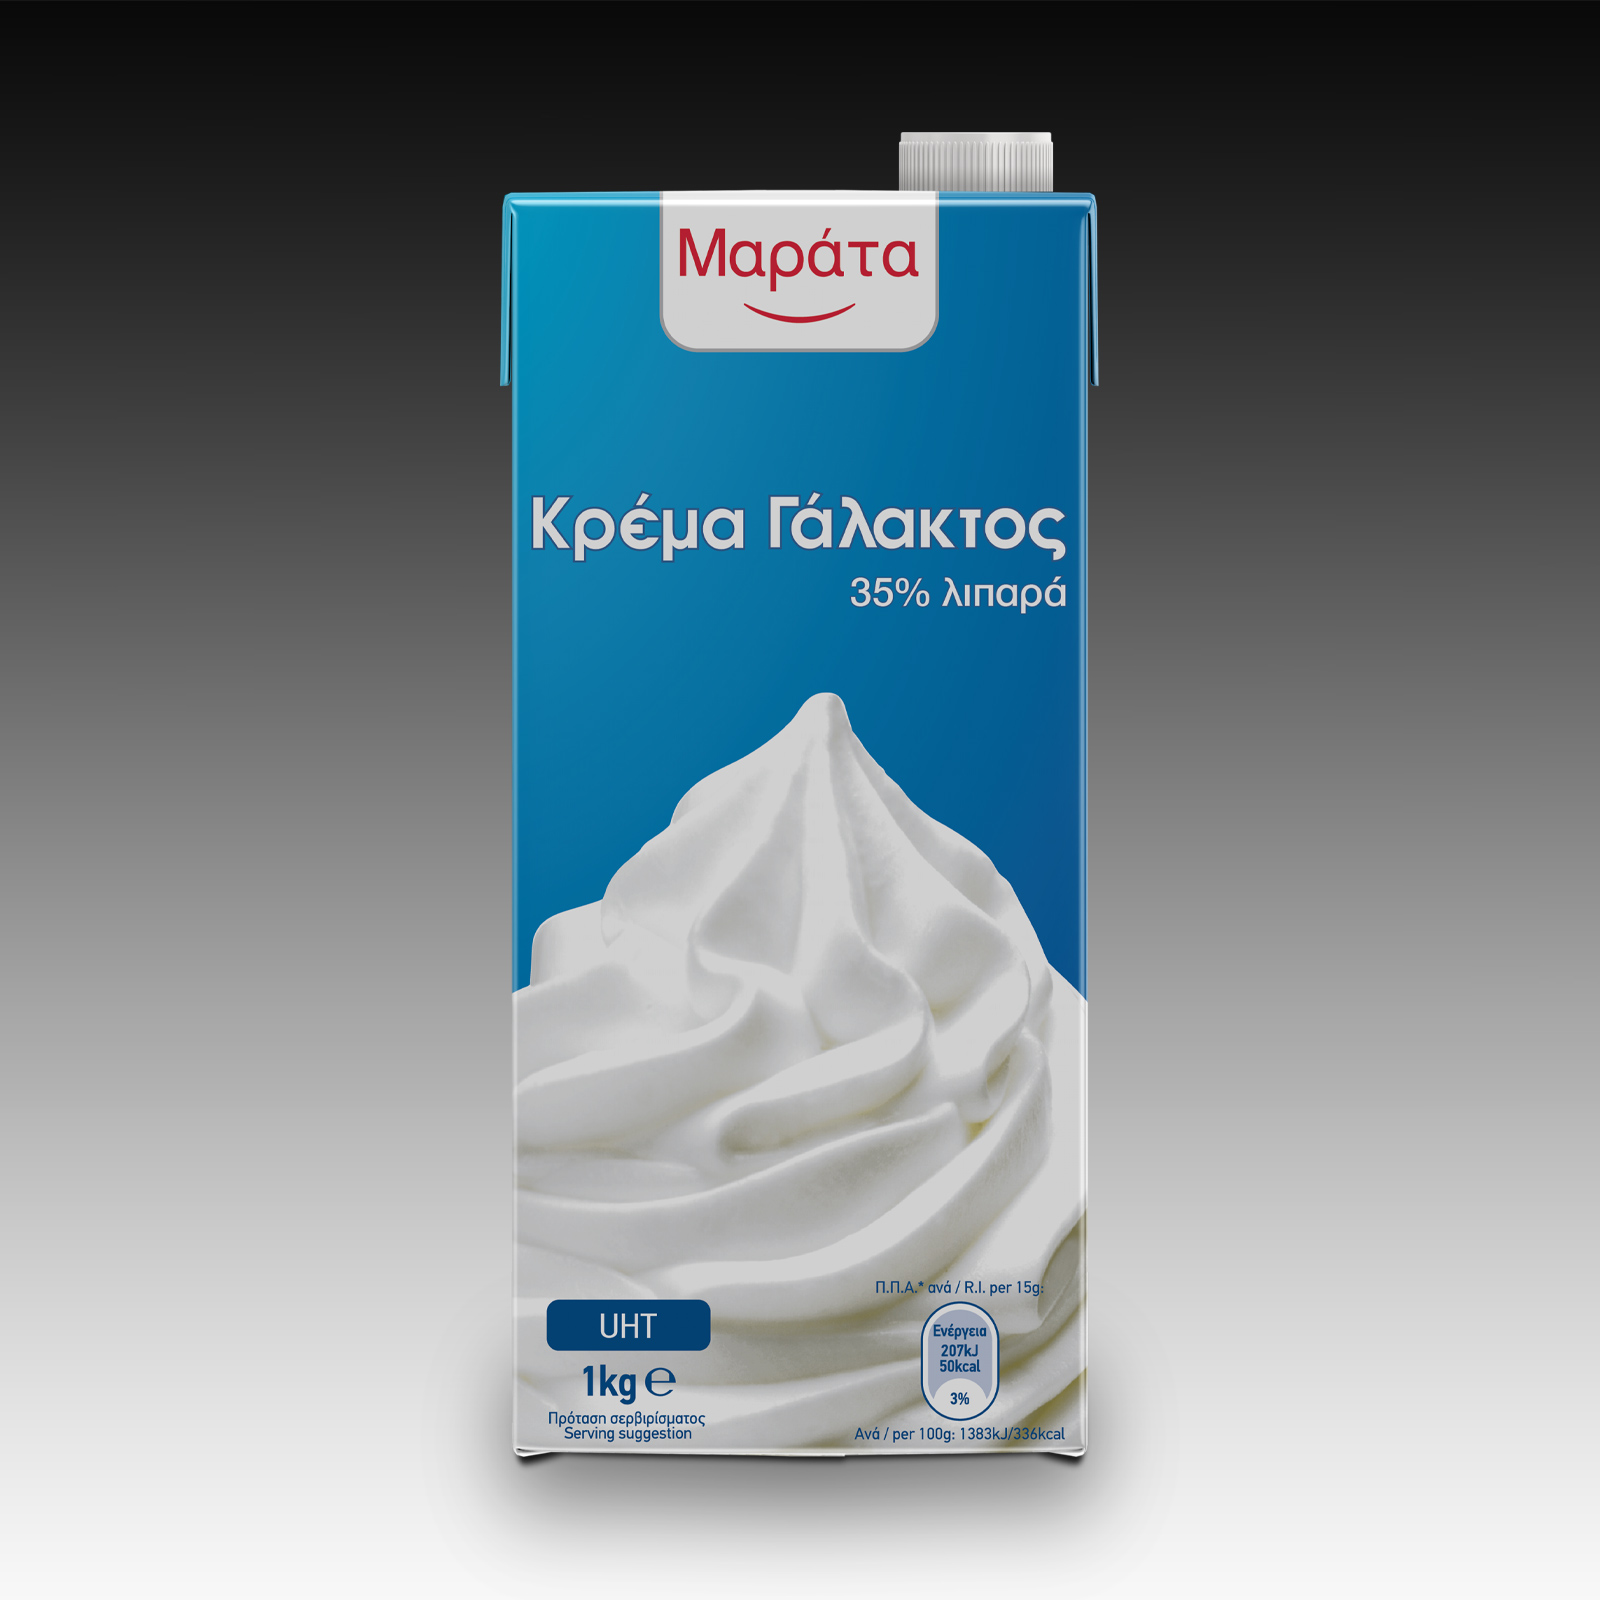 Μαράτα
Κρέμα Γάλακτος
35% λιπαρά
Π.Π.Α.* ανά / R.I. per 15g:
UHT
Ενέργεια
207kJ
50kcal
3%
1kg ℮
Πρόταση σερβιρίσματος
Serving suggestion
Ανά / per 100g: 1383kJ/336kcal